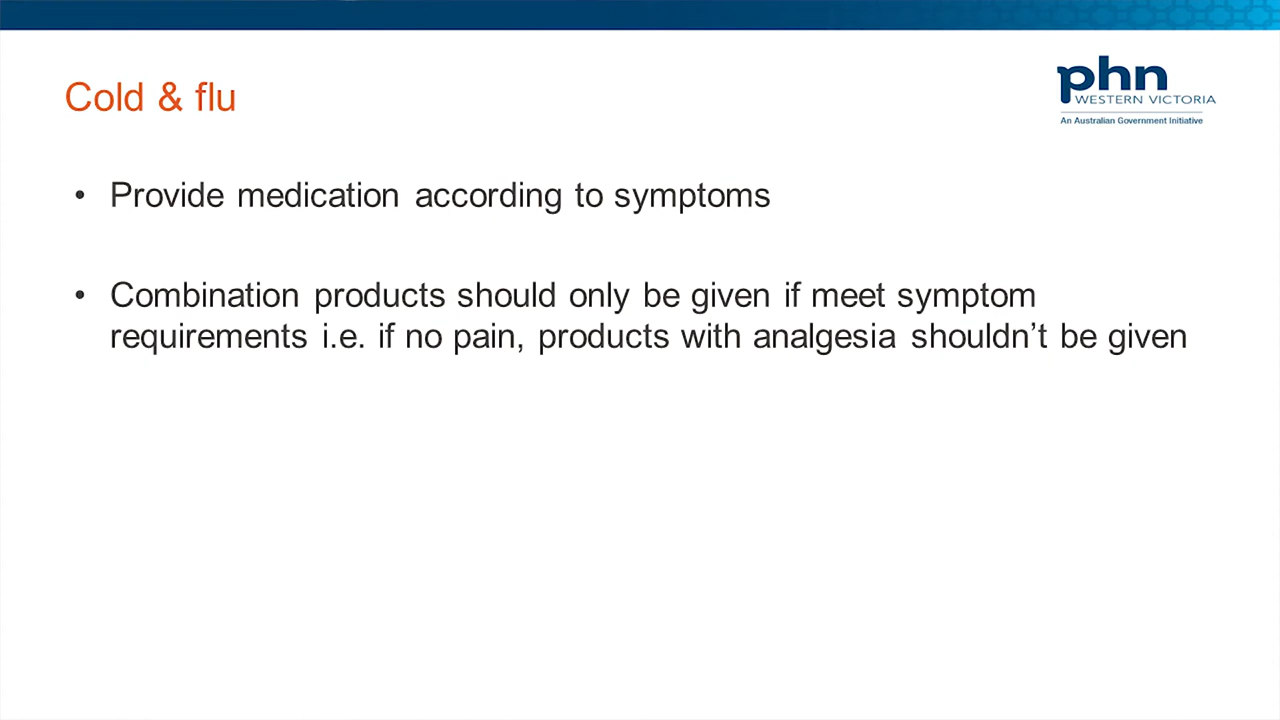 Cold & flu
phn
WESTERN VICTORIA
An Australian Government Initiative
• Provide medication according to symptoms
• Combination products should only be given if meet symptom
requirements i.e. if no pain, products with analgesia shouldn’t be given